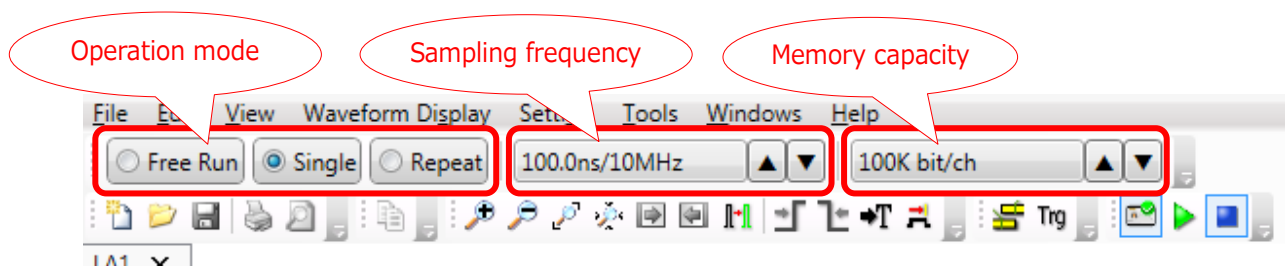 Operation mode
Sampling frequency
Memory capacity
File View Waveform Display Tools Windows Help
Free Run Single Repeat 100.0ns/10MHz ▲ ▼ 100K bit/ch ▲ ▼
Trg
LA1